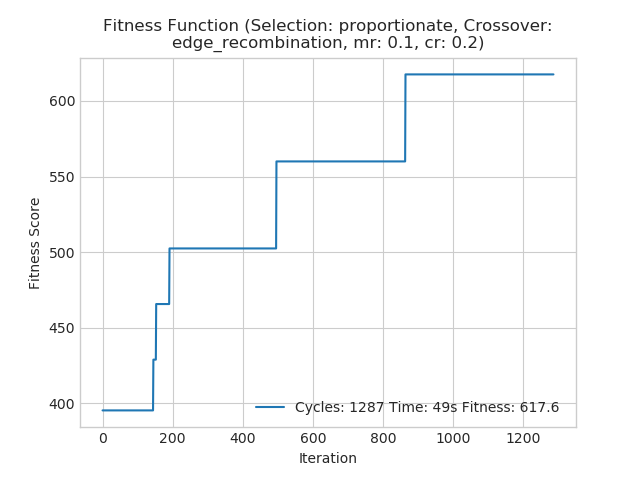 Fitness Function (Selection: proportionate, Crossover:
edge_recombination, mr: 0.1, cr: 0.2)
600
550
500
450
400
Fitness Score
Cycles: 1287 Time: 49s Fitness: 617.6
0 200 400 600 800 1000 1200
Iteration